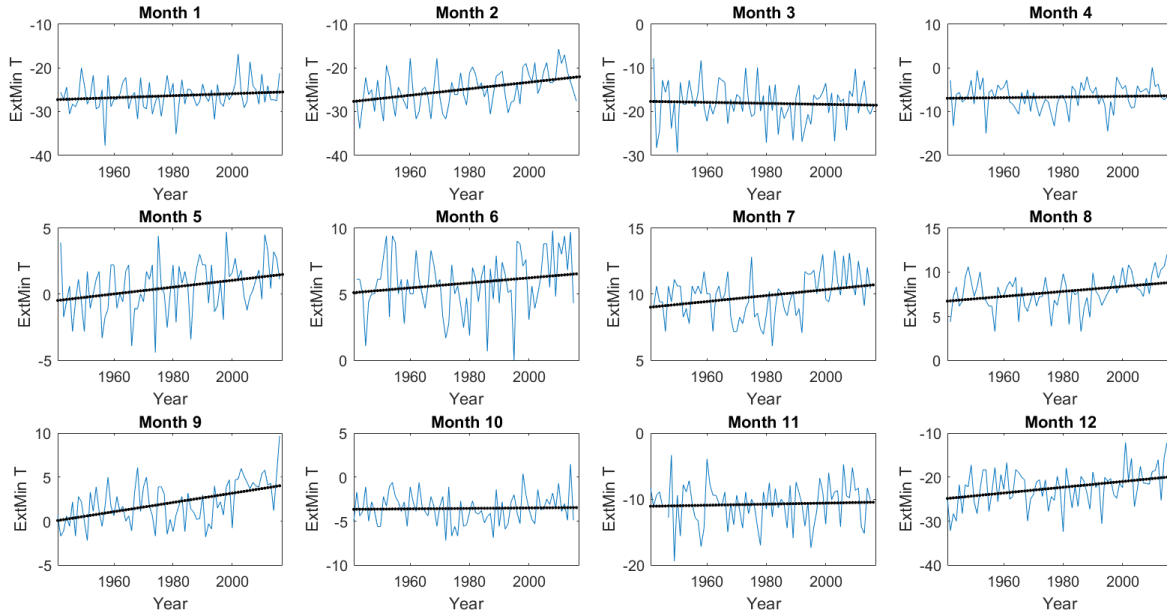 Month 1
-10
-20
-30
-40
ExtMin T
1960 1980 2000
Year
Month 2
-10
-20
-30
-40
ExtMin T
1960 1980 2000
Year
Month 3
0
-10
-20
-30
ExtMin T
1960 1980 2000
Year
Month 4
10
0
-10
-20
ExtMin T
1960 1980 2000
Year
Month 5
5
0
-5
ExtMin T
1960 1980 2000
Year
Month 6
10
5
0
ExtMin T
1960 1980 2000
Year
Month 7
15
10
5
ExtMin T
1960 1980 2000
Year
Month 8
15
10
5
0
ExtMin T
1960 1980 2000
Year
Month 9
10
5
0
-5
ExtMin T
1960 1980 2000
Year
Month 10
5
0
-5
-10
ExtMin T
1960 1980 2000
Year
Month 11
0
-10
-20
ExtMin T
1960 1980 2000
Year
Month 12
-10
-20
-30
-40
ExtMin T
1960 1980 2000
Year